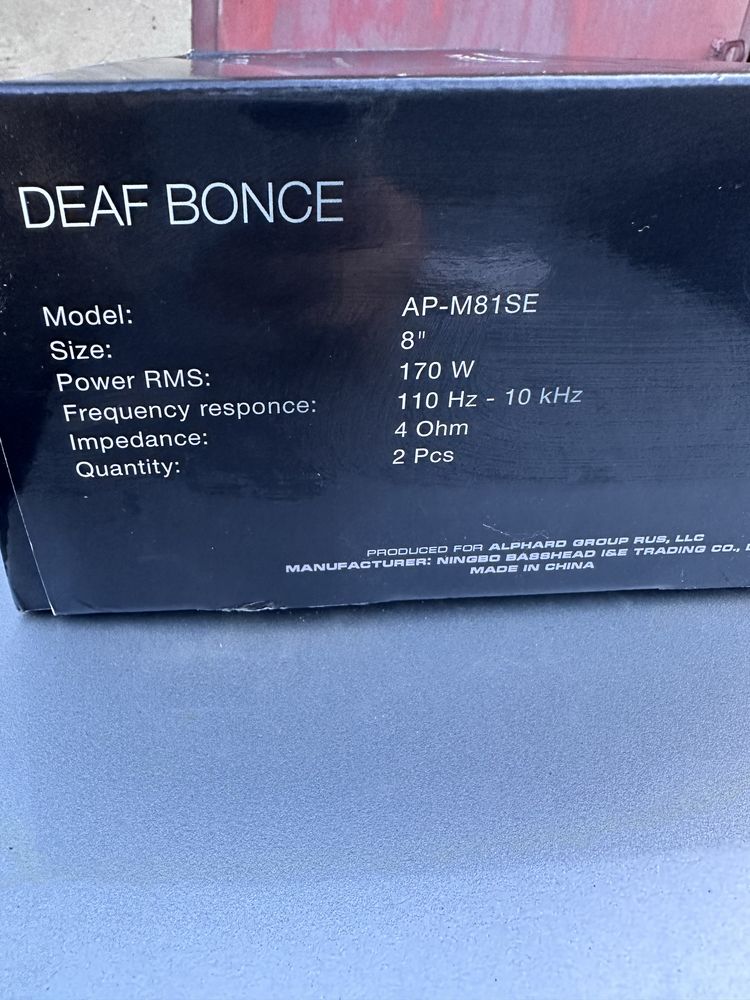 DEAF BONCE
Model: AP-M81SE
Size: 8"
Power RMS: 170 W
Frequency responce: 110 Hz - 10 kHz
Impedance: 4 Ohm
Quantity: 2 Pcs
PRODUCED FOR ALPHARD GROUP RUS, LLC
MANUFACTURER: NINGBO BASSHEAD I&E TRADING CO.,
MADE IN CHINA